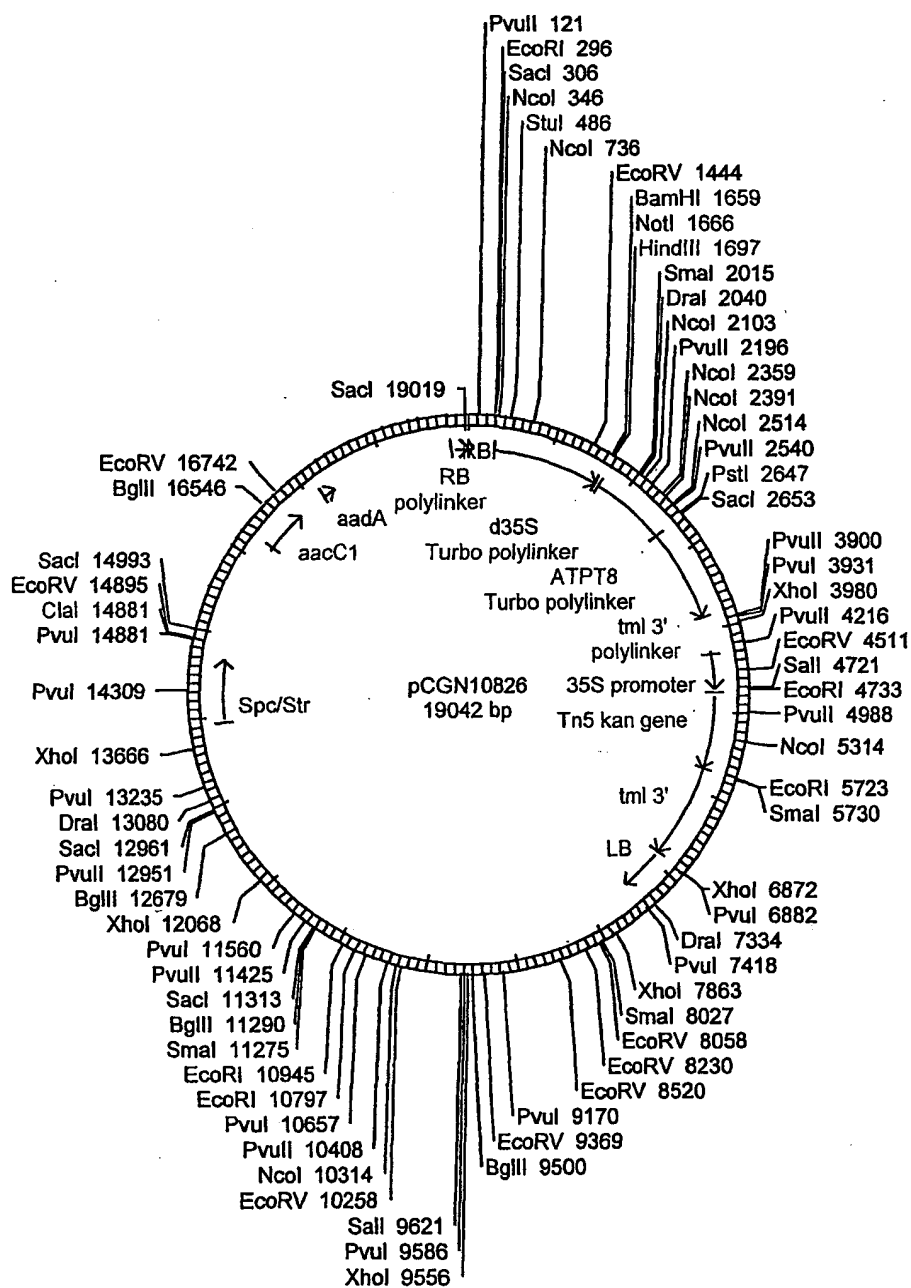 PvuII 121
EcoRI 296
SacI 306
NcoI 346
StuI 486
NcoI 736
EcoRV 1444
BamHI 1659
NotI 1666
HindIII 1697
SmaI 2015
DraI 2040
NcoI 2103
PvuII 2196
NcoI 2359
NcoI 2391
NcoI 2514
PvuII 2540
PstI 2647
SacI 2653
PvuII 3900
PvuI 3931
XhoI 3980
PvuII 4216
EcoRV 4511
SalI 4721
EcoRI 4733
PvuII 4988
NcoI 5314
EcoRI 5723
SmaI 5730
XhoI 6872
PvuI 6882
DraI 7334
PvuI 7418
XhoI 7863
SmaI 8027
EcoRV 8058
EcoRV 8230
EcoRV 8520
PvuI 9170
EcoRV 9369
BglII 9500
XhoI 9556
PvuI 9586
SalI 9621
EcoRV 10258
NcoI 10314
PvuII 10408
PvuI 10657
EcoRI 10797
EcoRI 10945
SmaI 11275
BglII 11290
SacI 11313
PvuII 11425
PvuI 11560
XhoI 12068
BglII 12679
PvuII 12951
SacI 12961
DraI 13080
PvuI 13235
XhoI 13666
PvuI 14309
PvuI 14881
ClaI 14881
EcoRV 14895
SacI 14993
BglII 16546
EcoRV 16742
SacI 19019
RB
RB
polylinker
d35S
Turbo polylinker
ATPT8
Turbo polylinker
tml 3'
polylinker
35S promoter
Tn5 kan gene
tml 3'
LB
Spc/Str
aacC1
aadA
pCGN10826
19042 bp